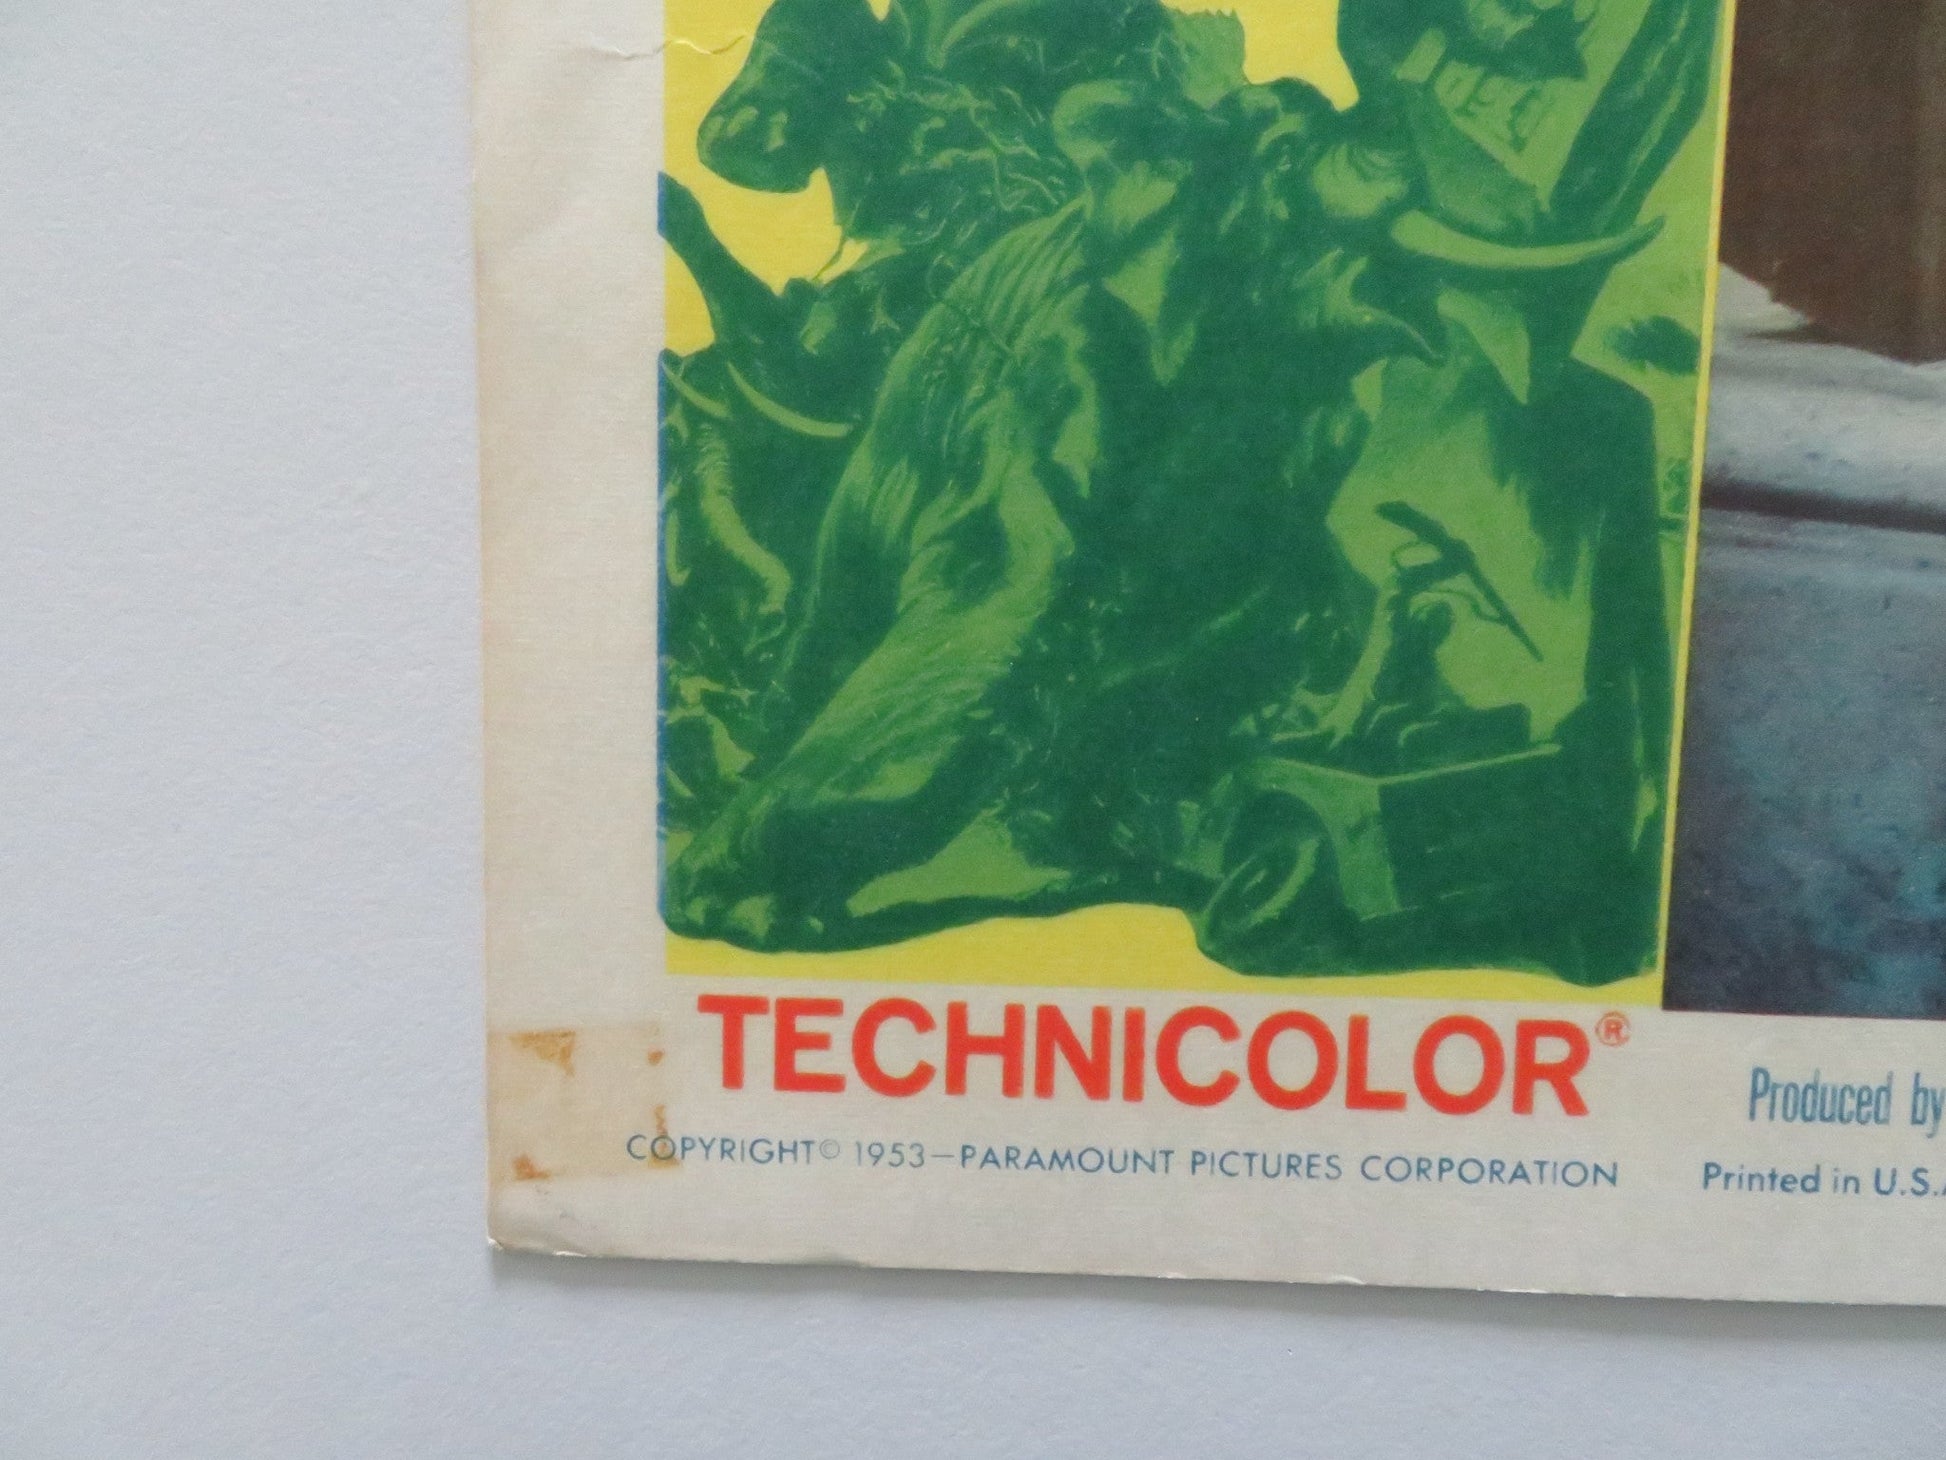 TECHNICOLOR®
COPYRIGHT© 1953—PARAMOUNT PICTURES CORPORATION
Produced by
Printed in U.S.A